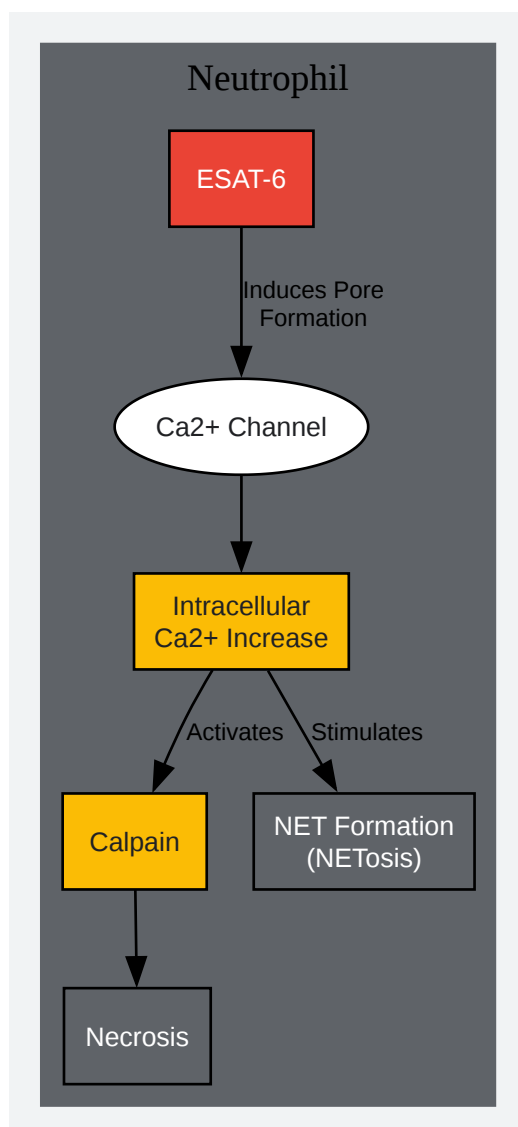 Neutrophil
ESAT-6
Induces Pore
Formation
Ca2+ Channel
Intracellular
Ca2+ Increase
Activates
Stimulates
Calpain
NET Formation
(NETosis)
Necrosis